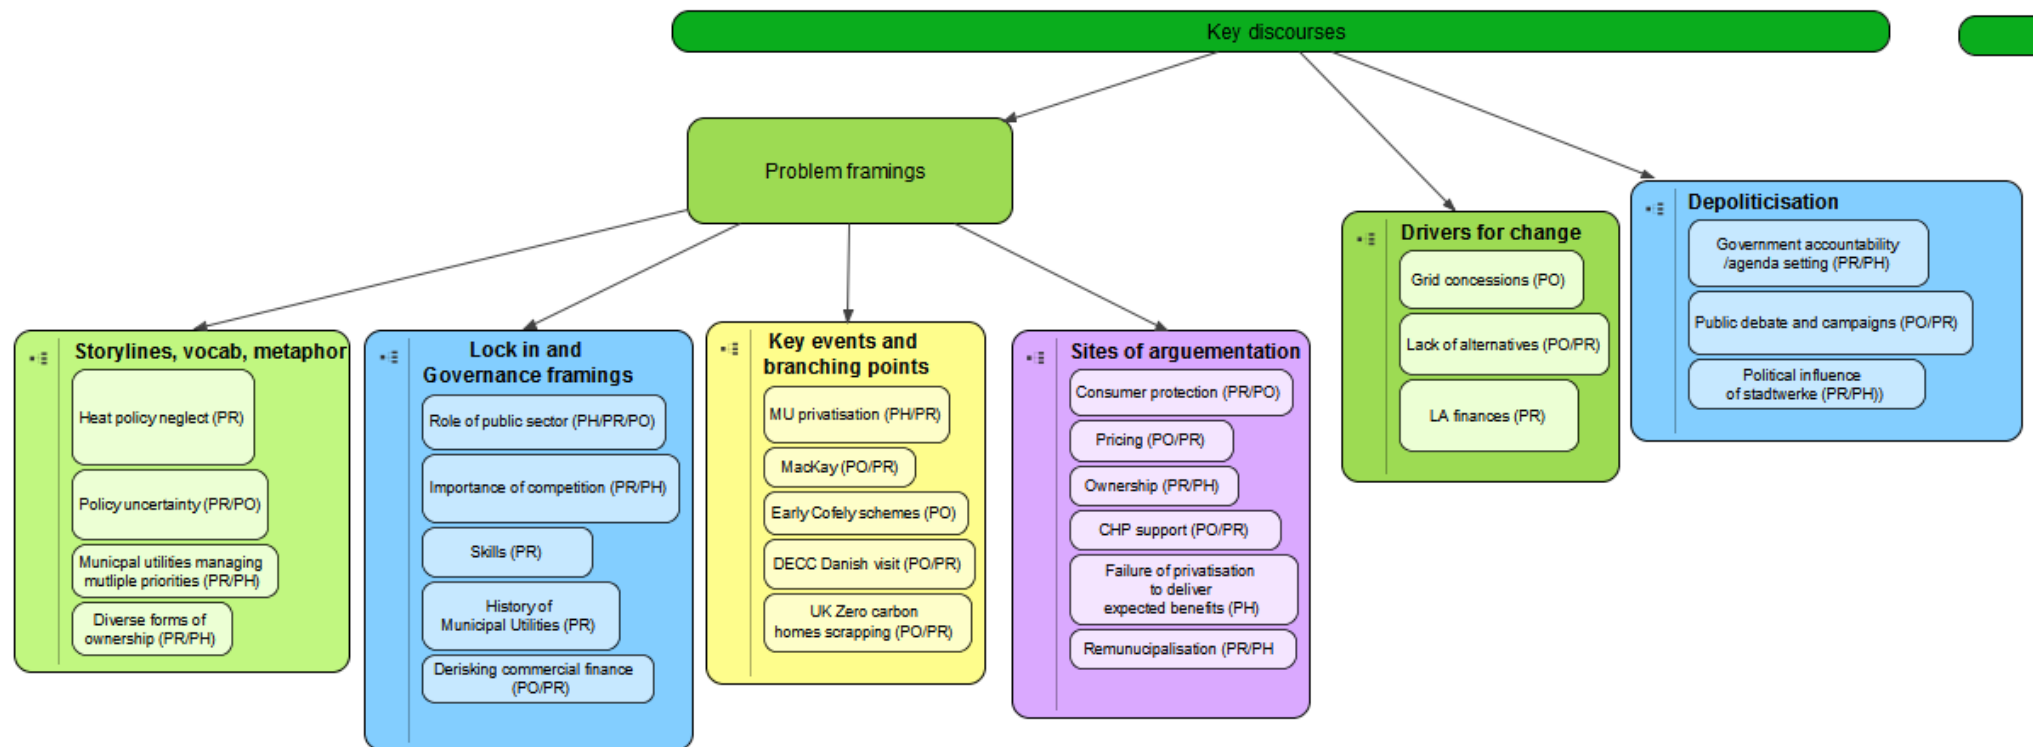 Key discourses
Problem framings
Storylines, vocab, metaphor
Heat policy neglect (PR)
Policy uncertainty (PR/PO)
Municpal utilities managing
mutliple priorities (PR/PH)
Diverse forms of
ownership (PR/PH)
Lock in and
Governance framings
Role of public sector (PH/PR/PO)
Importance of competition (PR/PH)
Skills (PR)
History of
Municipal Utilities (PR)
Derisking commercial finance
(PO/PR)
Key events and
branching points
MU privatisation (PH/PR)
MacKay (PO/PR)
Early Cofely schemes (PO)
DECC Danish visit (PO/PR)
UK Zero carbon
homes scrapping (PO/PR)
Sites of arguementation
Consumer protection (PR/PO)
Pricing (PO/PR)
Ownership (PR/PH)
CHP support (PO/PR)
Failure of privatisation
to deliver
expected benefits (PH)
Remunucipalisation (PR/PH
Drivers for change
Grid concessions (PO)
Lack of alternatives (PO/PR)
LA finances (PR)
Depoliticisation
Government accountability
/agenda setting (PR/PH)
Public debate and campaigns (PO/PR)
Political influence
of stadtwerke (PR/PH))